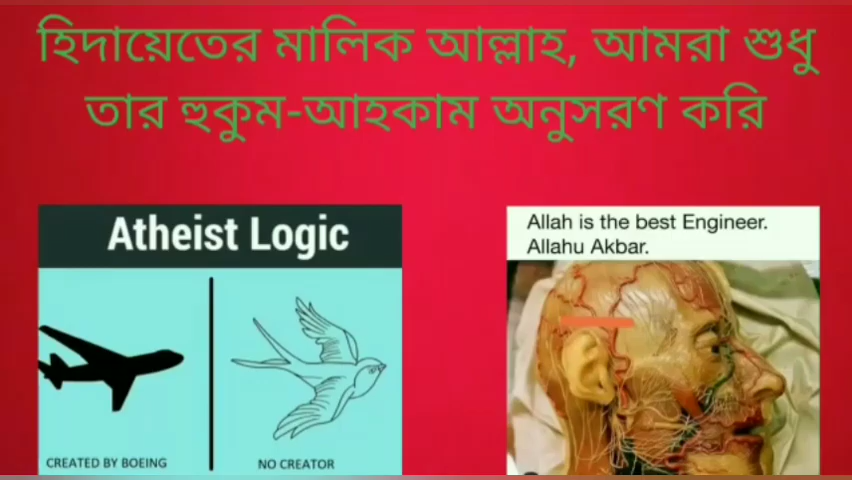 হিদায়েতের মালিক আল্লাহ, আমরা শুধু
তার হুকুম-আহকাম অনুসরণ করি
Atheist Logic
CREATED BY BOEING
NO CREATOR
Allah is the best Engineer.
Allahu Akbar.